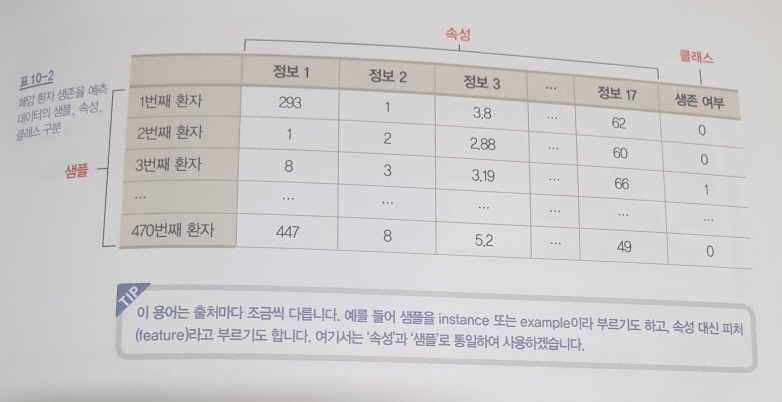 속성
클래스
표 10-2
폐암 환자 생존율 예측
데이터의 샘플, 속성,
클래스 구분
샘플
정보 1 정보 2 정보 3 … 정보 17 생존 여부
1번째 환자 293 1 3.8 … 62 0
2번째 환자 1 2 2.88 … 60 0
3번째 환자 8 3 3.19 … 66 1
… … … … … … …
470번째 환자 447 8 5.2 … 49 0
TIP
이 용어는 출처마다 조금씩 다릅니다. 예를 들어 샘플을 instance 또는 example이라 부르기도 하고, 속성 대신 피처
(feature)라고 부르기도 합니다. 여기서는 '속성'과 '샘플'로 통일하여 사용하겠습니다.